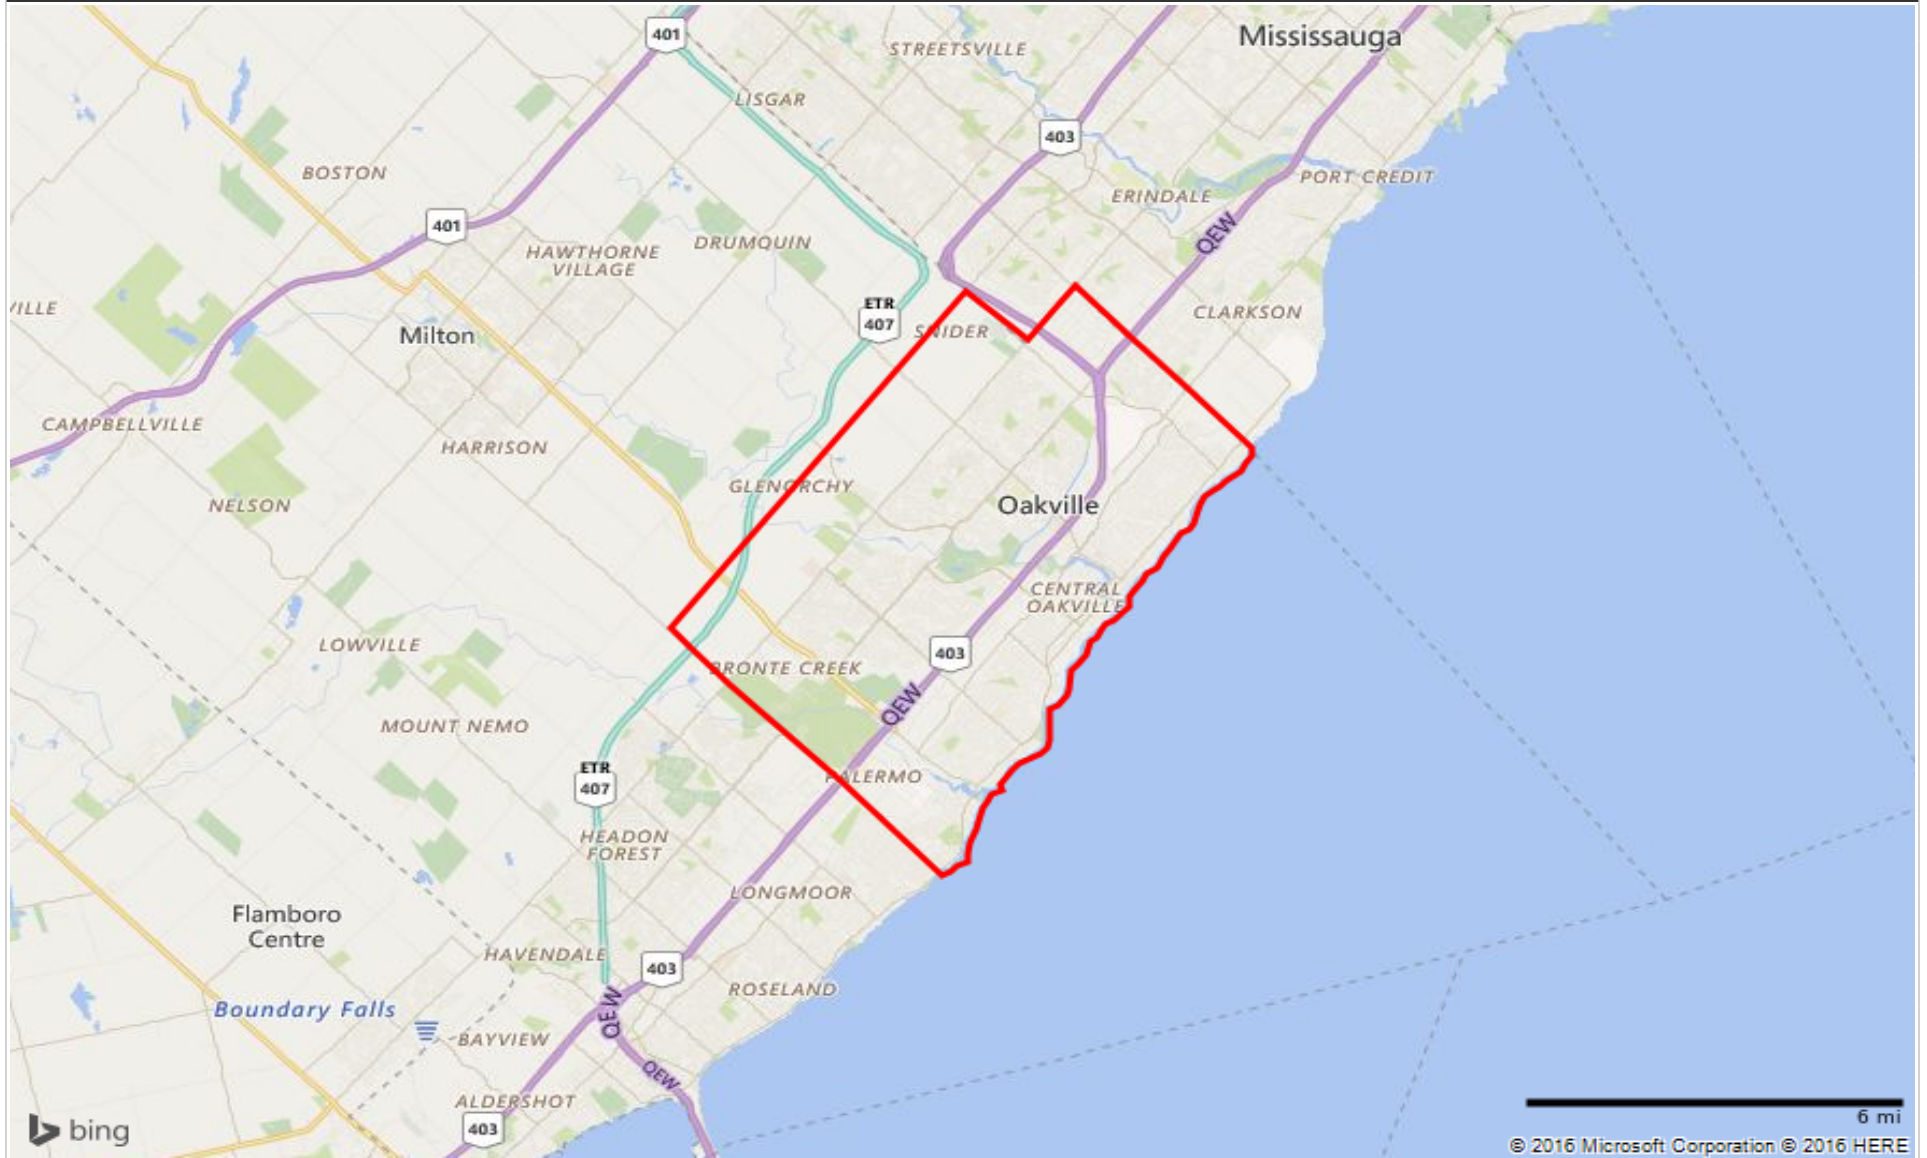 401
STREETSVILLE
Mississauga
LISGAR
403
BOSTON
PORT CREDIT
ERINDALE
401
QEW
HAWTHORNE
VILLAGE
DRUMQUIN
ETR
407
SNIDER
CLARKSON
VILLE
Milton
CAMPBELLVILLE
HARRISON
GLENORCHY
NELSON
Oakville
CENTRAL
OAKVILLE
LOWVILLE
403
BRONTE CREEK
QEW
MOUNT NEMO
ETR
407
PALERMO
HEADON
FOREST
LONGMOOR
Flamboro
Centre
HAVENDALE
403
ROSELAND
Boundary Falls
QEW
BAYVIEW
QEW
ALDERSHOT
403
bing
6 mi
© 2016 Microsoft Corporation © 2016 HERE